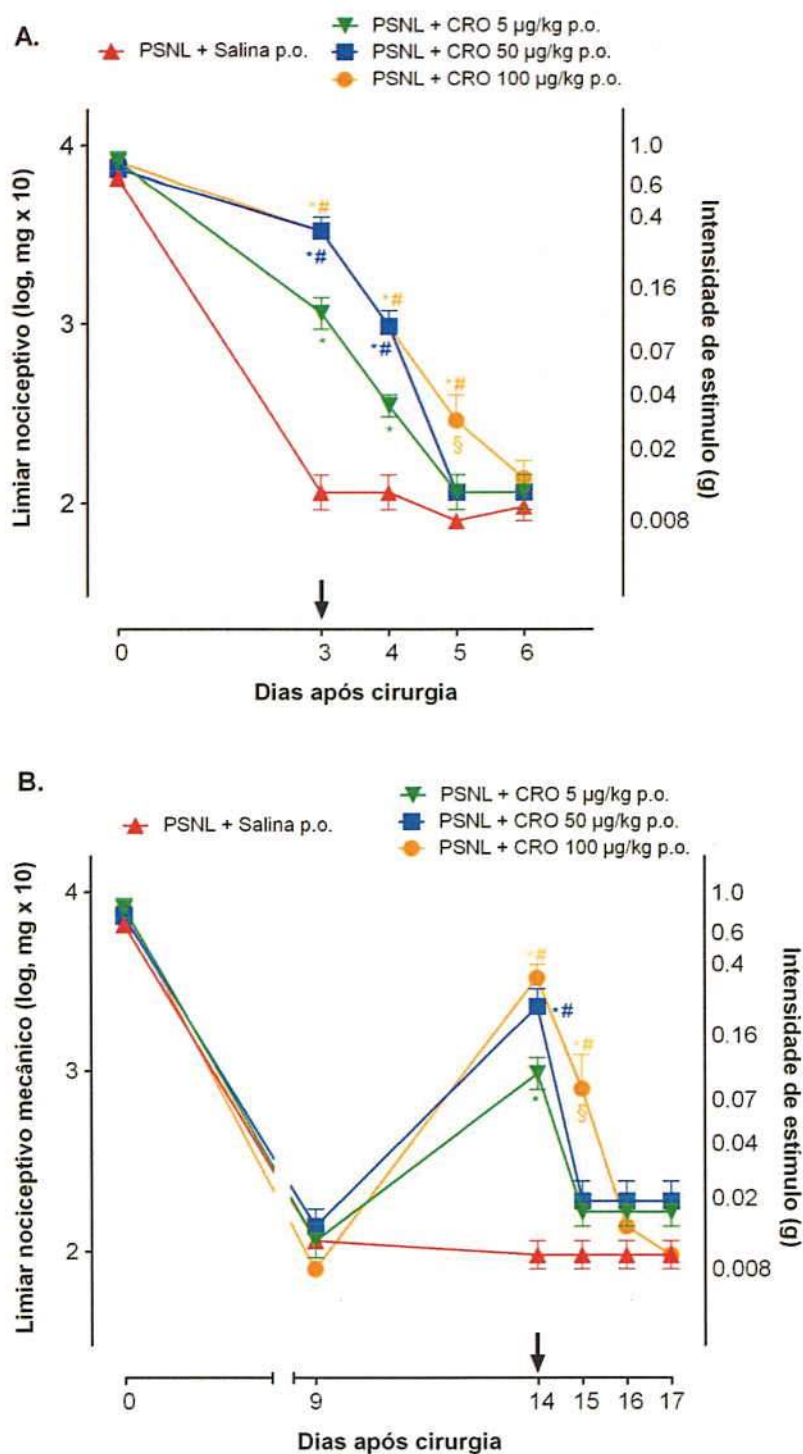 A.
PSNL + Salina p.o.
PSNL + CRO 5 µg/kg p.o.
PSNL + CRO 50 µg/kg p.o.
PSNL + CRO 100 µg/kg p.o.
Limiar nociceptivo (log, mg x 10)
4
3
2
1.0
0.6
0.4
0.16
0.07
0.04
0.02
0.008
Intensidade de estímulo (g)
*#
*#
*
*#
*#
*
*#
§
0
3
4
5
6
Dias após cirurgia
B.
PSNL + Salina p.o.
PSNL + CRO 5 µg/kg p.o.
PSNL + CRO 50 µg/kg p.o.
PSNL + CRO 100 µg/kg p.o.
Limiar nociceptivo mecânico (log, mg x 10)
4
3
2
1.0
0.6
0.4
0.16
0.07
0.04
0.02
0.008
Intensidade de estímulo (g)
*#
*#
*
*#
§
0
9
14
15
16
17
Dias após cirurgia